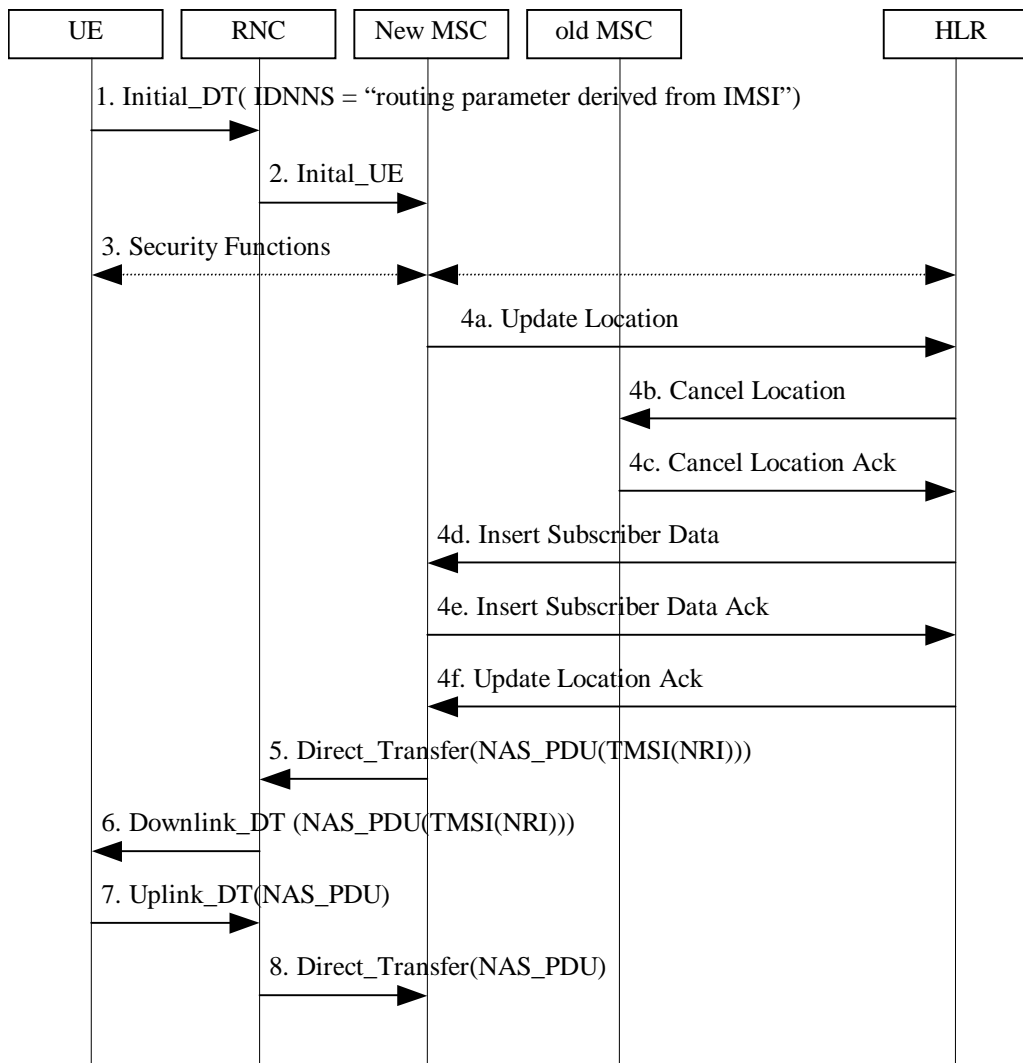 UE
RNC
New MSC
old MSC
HLR
1. Initial_DT( IDNNS = “routing parameter derived from IMSI”)
2. Inital_UE
3. Security Functions
4a. Update Location
4b. Cancel Location
4c. Cancel Location Ack
4d. Insert Subscriber Data
4e. Insert Subscriber Data Ack
4f. Update Location Ack
5. Direct_Transfer(NAS_PDU(TMSI(NRI)))
6. Downlink_DT (NAS_PDU(TMSI(NRI)))
7. Uplink_DT(NAS_PDU)
8. Direct_Transfer(NAS_PDU)